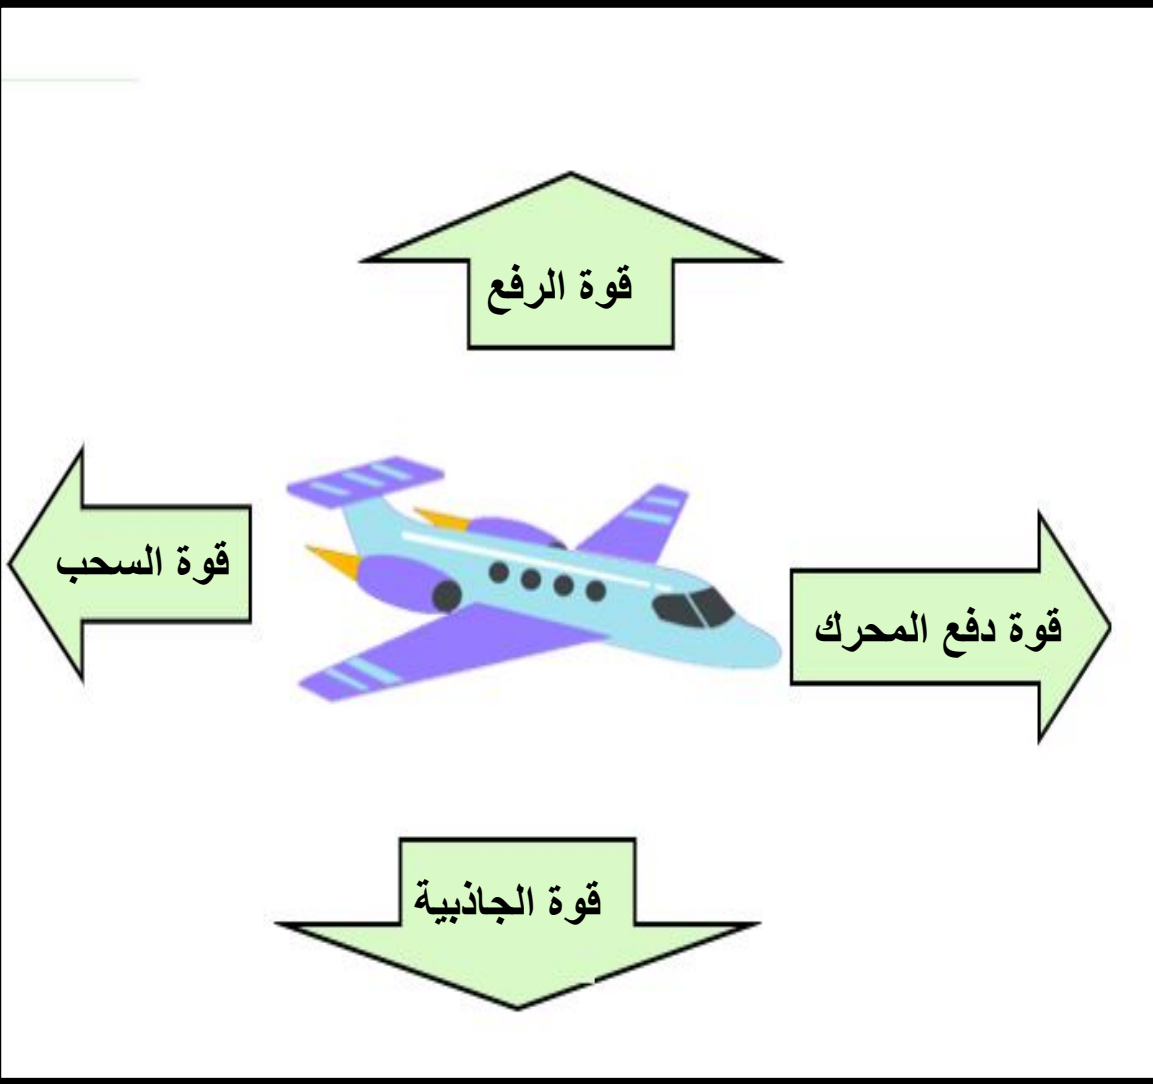 قوة الرفع
قوة السحب
قوة دفع المحرك
قوة الجاذبية